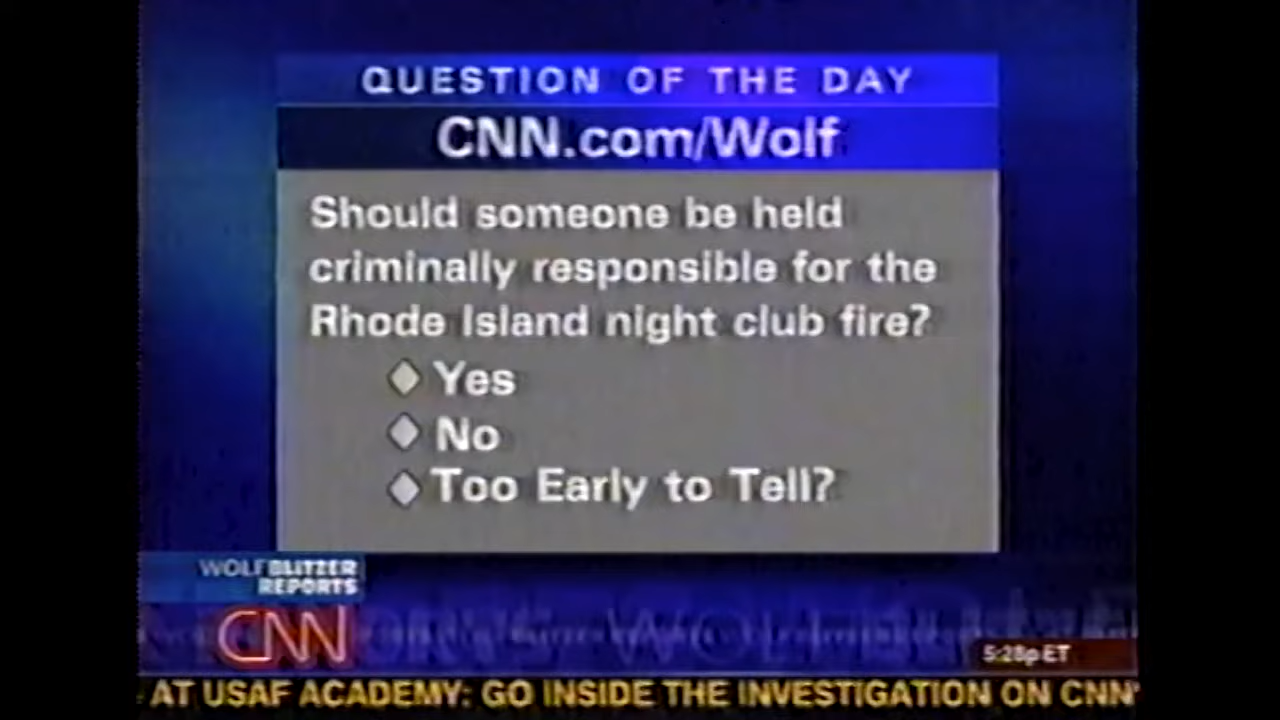 QUESTION OF THE DAY
CNN.com/Wolf
Should someone be held
criminally responsible for the
Rhode Island night club fire?
Yes
No
Too Early to Tell?
WOLF BLITZER
REPORTS
CNN
5:28p ET
- AT USAF ACADEMY: GO INSIDE THE INVESTIGATION ON CNN'